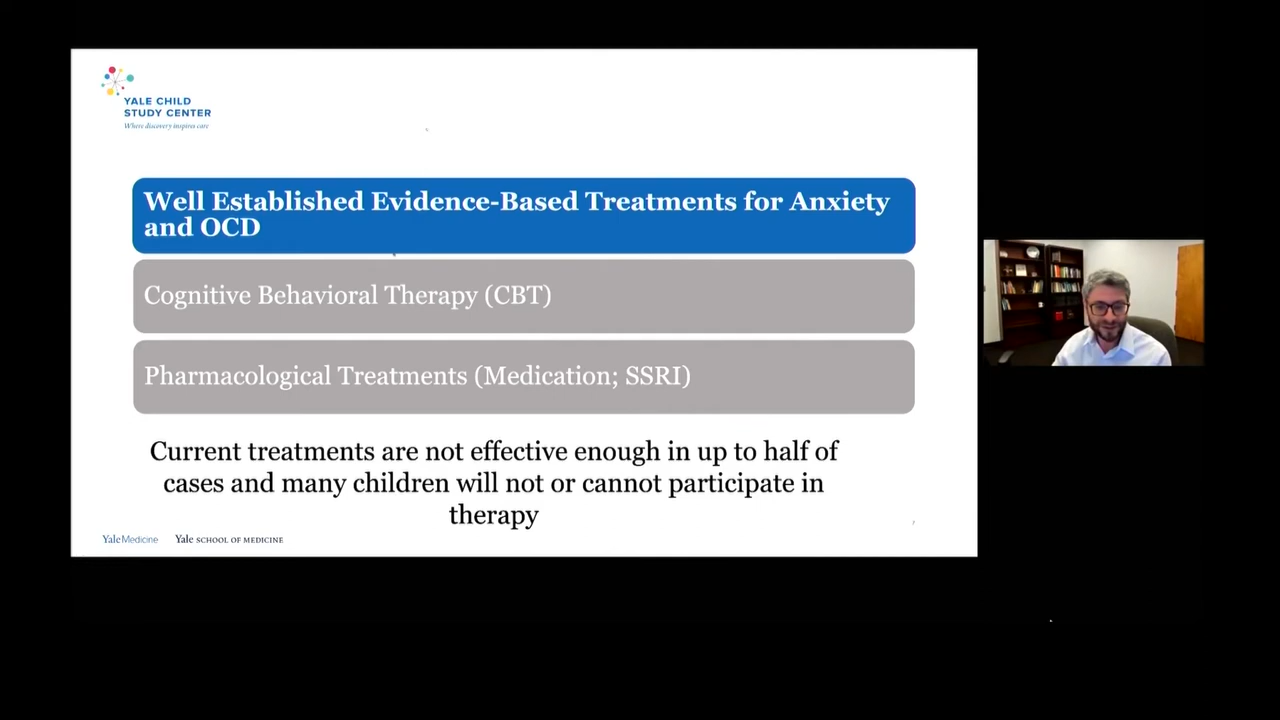 YALE CHILD
STUDY CENTER
Where discovery inspires care
Well Established Evidence-Based Treatments for Anxiety
and OCD
Cognitive Behavioral Therapy (CBT)
Pharmacological Treatments (Medication; SSRI)
Current treatments are not effective enough in up to half of
cases and many children will not or cannot participate in
therapy
YaleMedicine Yale SCHOOL OF MEDICINE